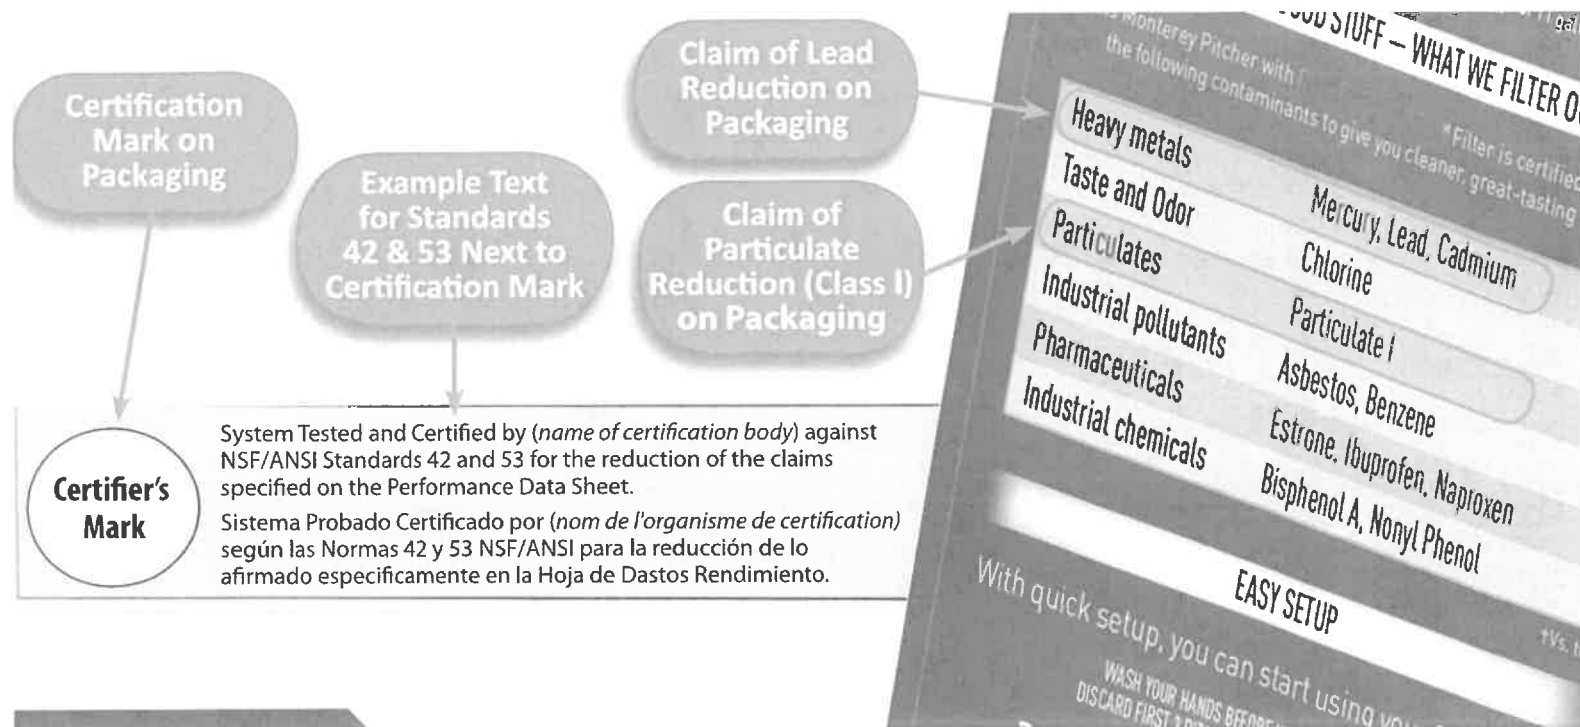 Certification
Mark on
Packaging
Example Text
for Standards
42 & 53 Next to
Certification Mark
Claim of Lead
Reduction on
Packaging
Claim of
Particulate
Reduction (Class I)
on Packaging
Certifier's
Mark
System Tested and Certified by (name of certification body) against
NSF/ANSI Standards 42 and 53 for the reduction of the claims
specified on the Performance Data Sheet.
Sistema Probado Certificado por (nom de l'organisme de certification)
según las Normas 42 y 53 NSF/ANSI para la reducción de lo
afirmado especificamente en la Hoja de Dastos Rendimiento.
STUFF – WHAT WE FILTER
Monterey Pitcher with
the following contaminants to give you cleaner, great-tasting
*Filter is certified
Heavy metals Mercury, Lead, Cadmium
Taste and Odor Chlorine
Particulates Particulate I
Industrial pollutants Asbestos, Benzene
Pharmaceuticals Estrone, Ibuprofen, Naproxen
Industrial chemicals Bisphenol A, Nonyl Phenol
EASY SETUP
With quick setup, you can start using
WASH YOUR HANDS BEFORE
DISCARD FIRST